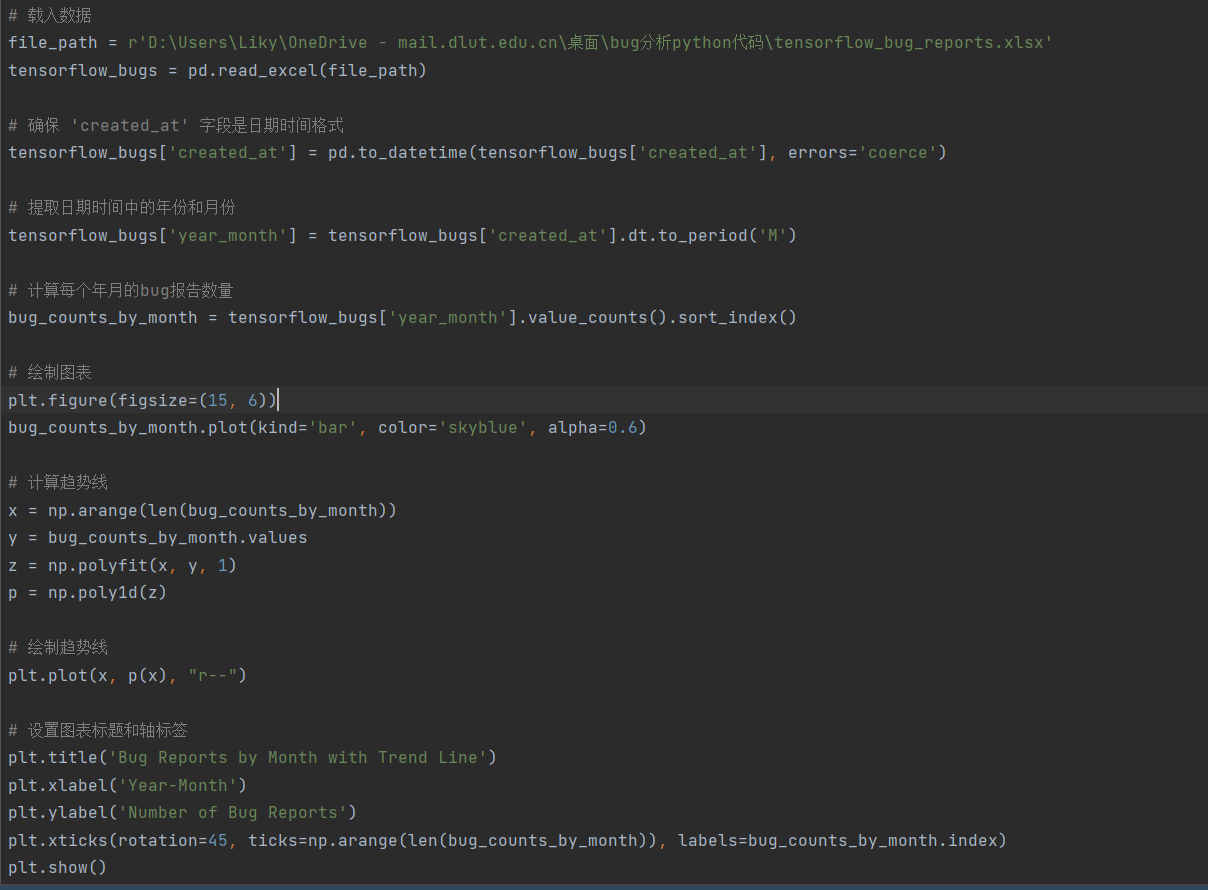 # 载入数据
file_path = r'D:\Users\Liky\OneDrive - mail.dlut.edu.cn\桌面\bug分析python代码\tensorflow_bug_reports.xlsx'
tensorflow_bugs = pd.read_excel(file_path)
# 确保 'created_at' 字段是日期时间格式
tensorflow_bugs['created_at'] = pd.to_datetime(tensorflow_bugs['created_at'], errors='coerce')
# 提取日期时间中的年份和月份
tensorflow_bugs['year_month'] = tensorflow_bugs['created_at'].dt.to_period('M')
# 计算每个年月的bug报告数量
bug_counts_by_month = tensorflow_bugs['year_month'].value_counts().sort_index()
# 绘制图表
plt.figure(figsize=(15, 6))
bug_counts_by_month.plot(kind='bar', color='skyblue', alpha=0.6)
# 计算趋势线
x = np.arange(len(bug_counts_by_month))
y = bug_counts_by_month.values
z = np.polyfit(x, y, 1)
p = np.poly1d(z)
# 绘制趋势线
plt.plot(x, p(x), "r--")
# 设置图表标题和轴标签
plt.title('Bug Reports by Month with Trend Line')
plt.xlabel('Year-Month')
plt.ylabel('Number of Bug Reports')
plt.xticks(rotation=45, ticks=np.arange(len(bug_counts_by_month)), labels=bug_counts_by_month.index)
plt.show()